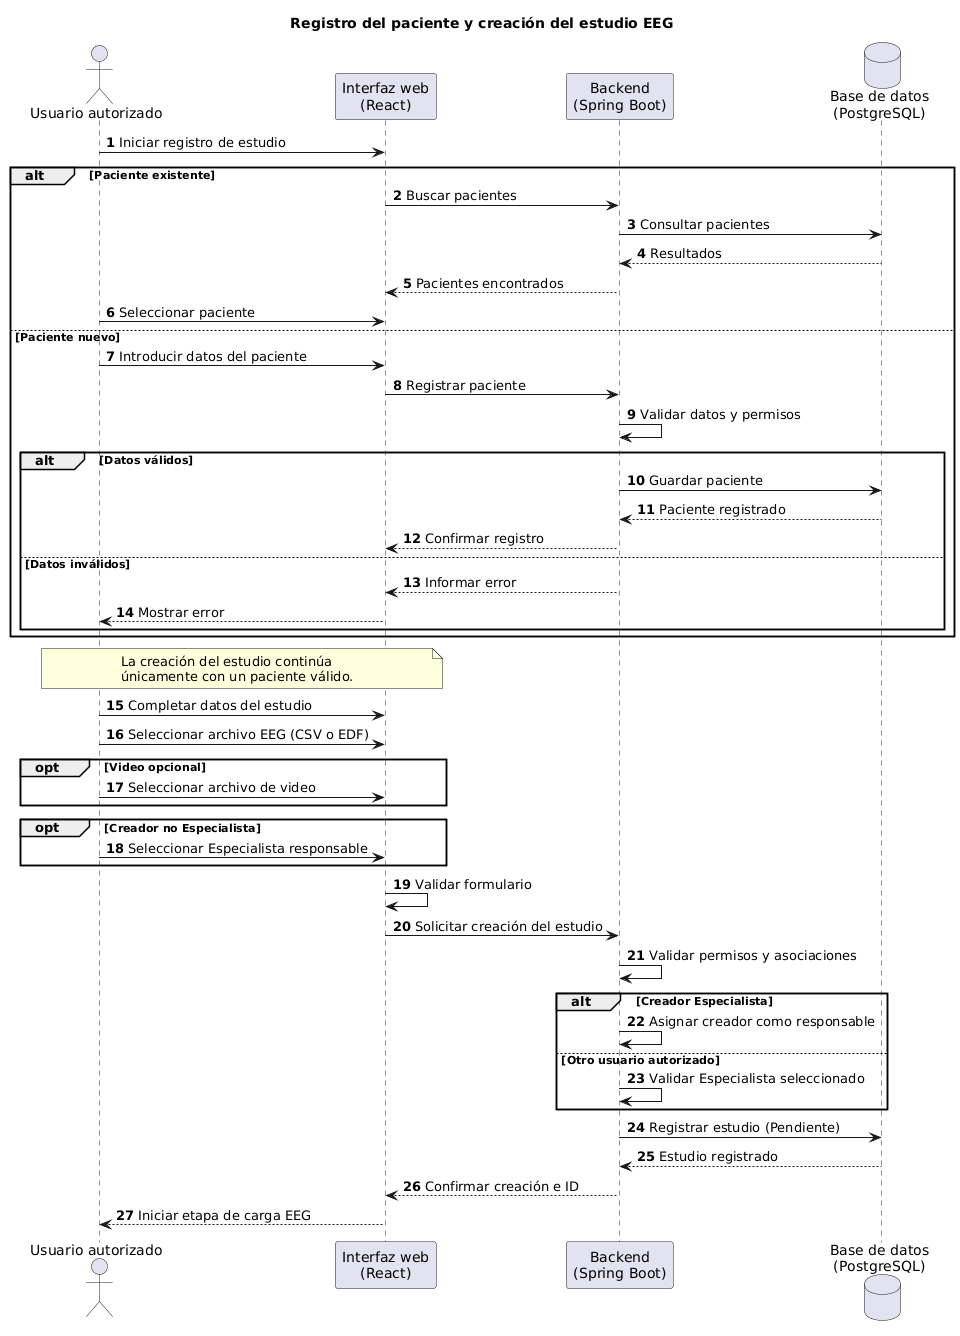 Registro del paciente y creación del estudio EEG
Usuario autorizado
Interfaz web
(React)
Backend
(Spring Boot)
Base de datos
(PostgreSQL)
1 Iniciar registro de estudio
alt [Paciente existente]
2 Buscar pacientes
3 Consultar pacientes
4 Resultados
5 Pacientes encontrados
6 Seleccionar paciente
[Paciente nuevo]
7 Introducir datos del paciente
8 Registrar paciente
9 Validar datos y permisos
alt [Datos válidos]
10 Guardar paciente
11 Paciente registrado
12 Confirmar registro
[Datos inválidos]
13 Informar error
14 Mostrar error
La creación del estudio continúa
únicamente con un paciente válido.
15 Completar datos del estudio
16 Seleccionar archivo EEG (CSV o EDF)
opt [Video opcional]
17 Seleccionar archivo de video
opt [Creador no Especialista]
18 Seleccionar Especialista responsable
19 Validar formulario
20 Solicitar creación del estudio
21 Validar permisos y asociaciones
alt [Creador Especialista]
22 Asignar creador como responsable
[Otro usuario autorizado]
23 Validar Especialista seleccionado
24 Registrar estudio (Pendiente)
25 Estudio registrado
26 Confirmar creación e ID
27 Iniciar etapa de carga EEG
Usuario autorizado
Interfaz web
(React)
Backend
(Spring Boot)
Base de datos
(PostgreSQL)